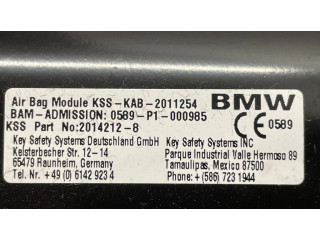 Air Bag Module KSS-KAB-2011254
BMW
BAM-ADMISSION: 0589-P1-000985
KSS Part No:2014212-8
CE 0589
Key Safety Systems Deutschland GmbH
Kelsterbacher Str. 12-14
65479 Raunheim, Germany
Tel. Nr. +49 (0) 6142 923 4
Key Safety Systems INC
Parque Industrial Valle Hermoso 89
Tamaulipas, Mexico 87500
Phone: +(586) 723 1944